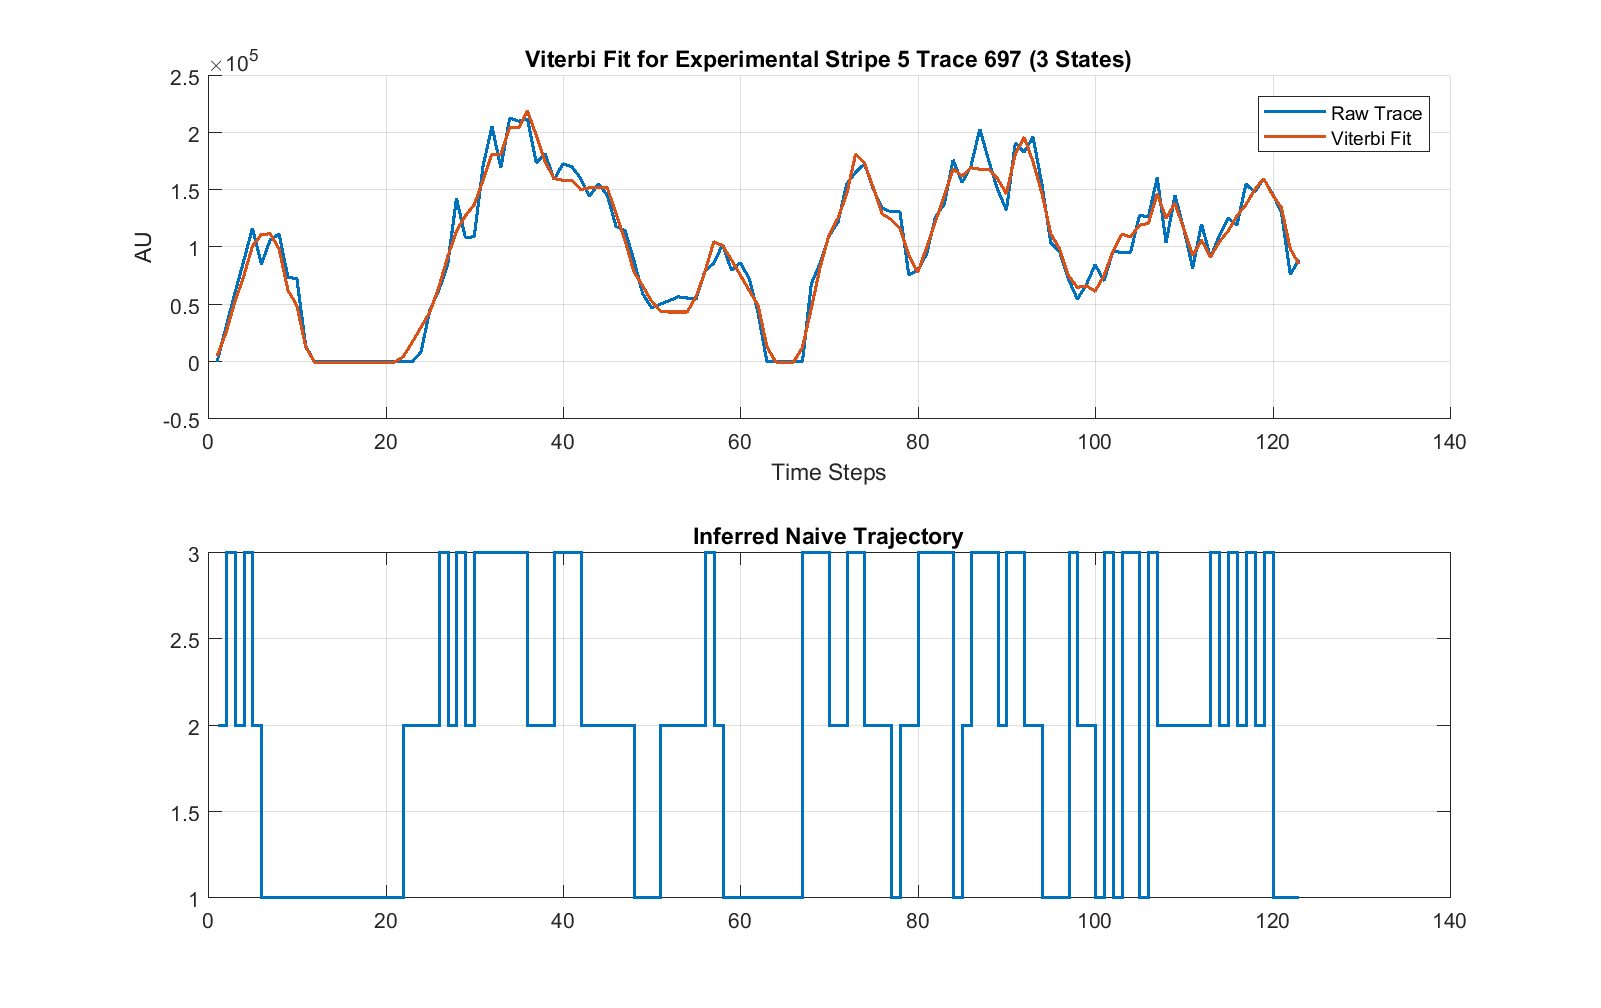 Viterbi Fit for Experimental Stripe 5 Trace 697 (3 States)
×10^5
2.5
2
1.5
1
0.5
0
-0.5
AU
Raw Trace
Viterbi Fit
0 20 40 60 80 100 120 140
Time Steps
Inferred Naive Trajectory
3
2.5
2
1.5
1
0 20 40 60 80 100 120 140